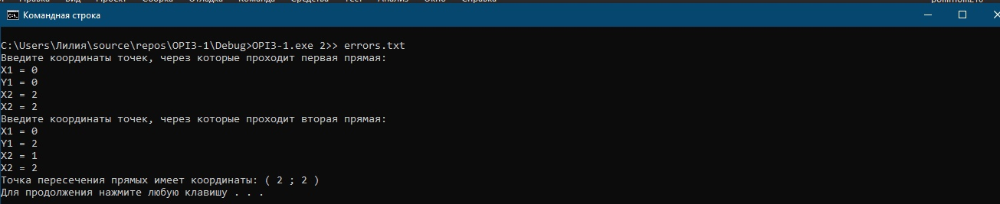 Правка Вид Проект Сборка Отладка Команда Средства Тест Анализ Окно Справка
Командная строка
C:\Users\Лилия\source\repos\OPI3-1\Debug>OPI3-1.exe 2>> errors.txt
Введите координаты точек, через которые проходит первая прямая:
X1 = 0
Y1 = 0
X2 = 2
X2 = 2
Введите координаты точек, через которые проходит вторая прямая:
X1 = 0
Y1 = 2
X2 = 1
X2 = 2
Точка пересечения прямых имеет координаты: ( 2 ; 2 )
Для продолжения нажмите любую клавишу . . .